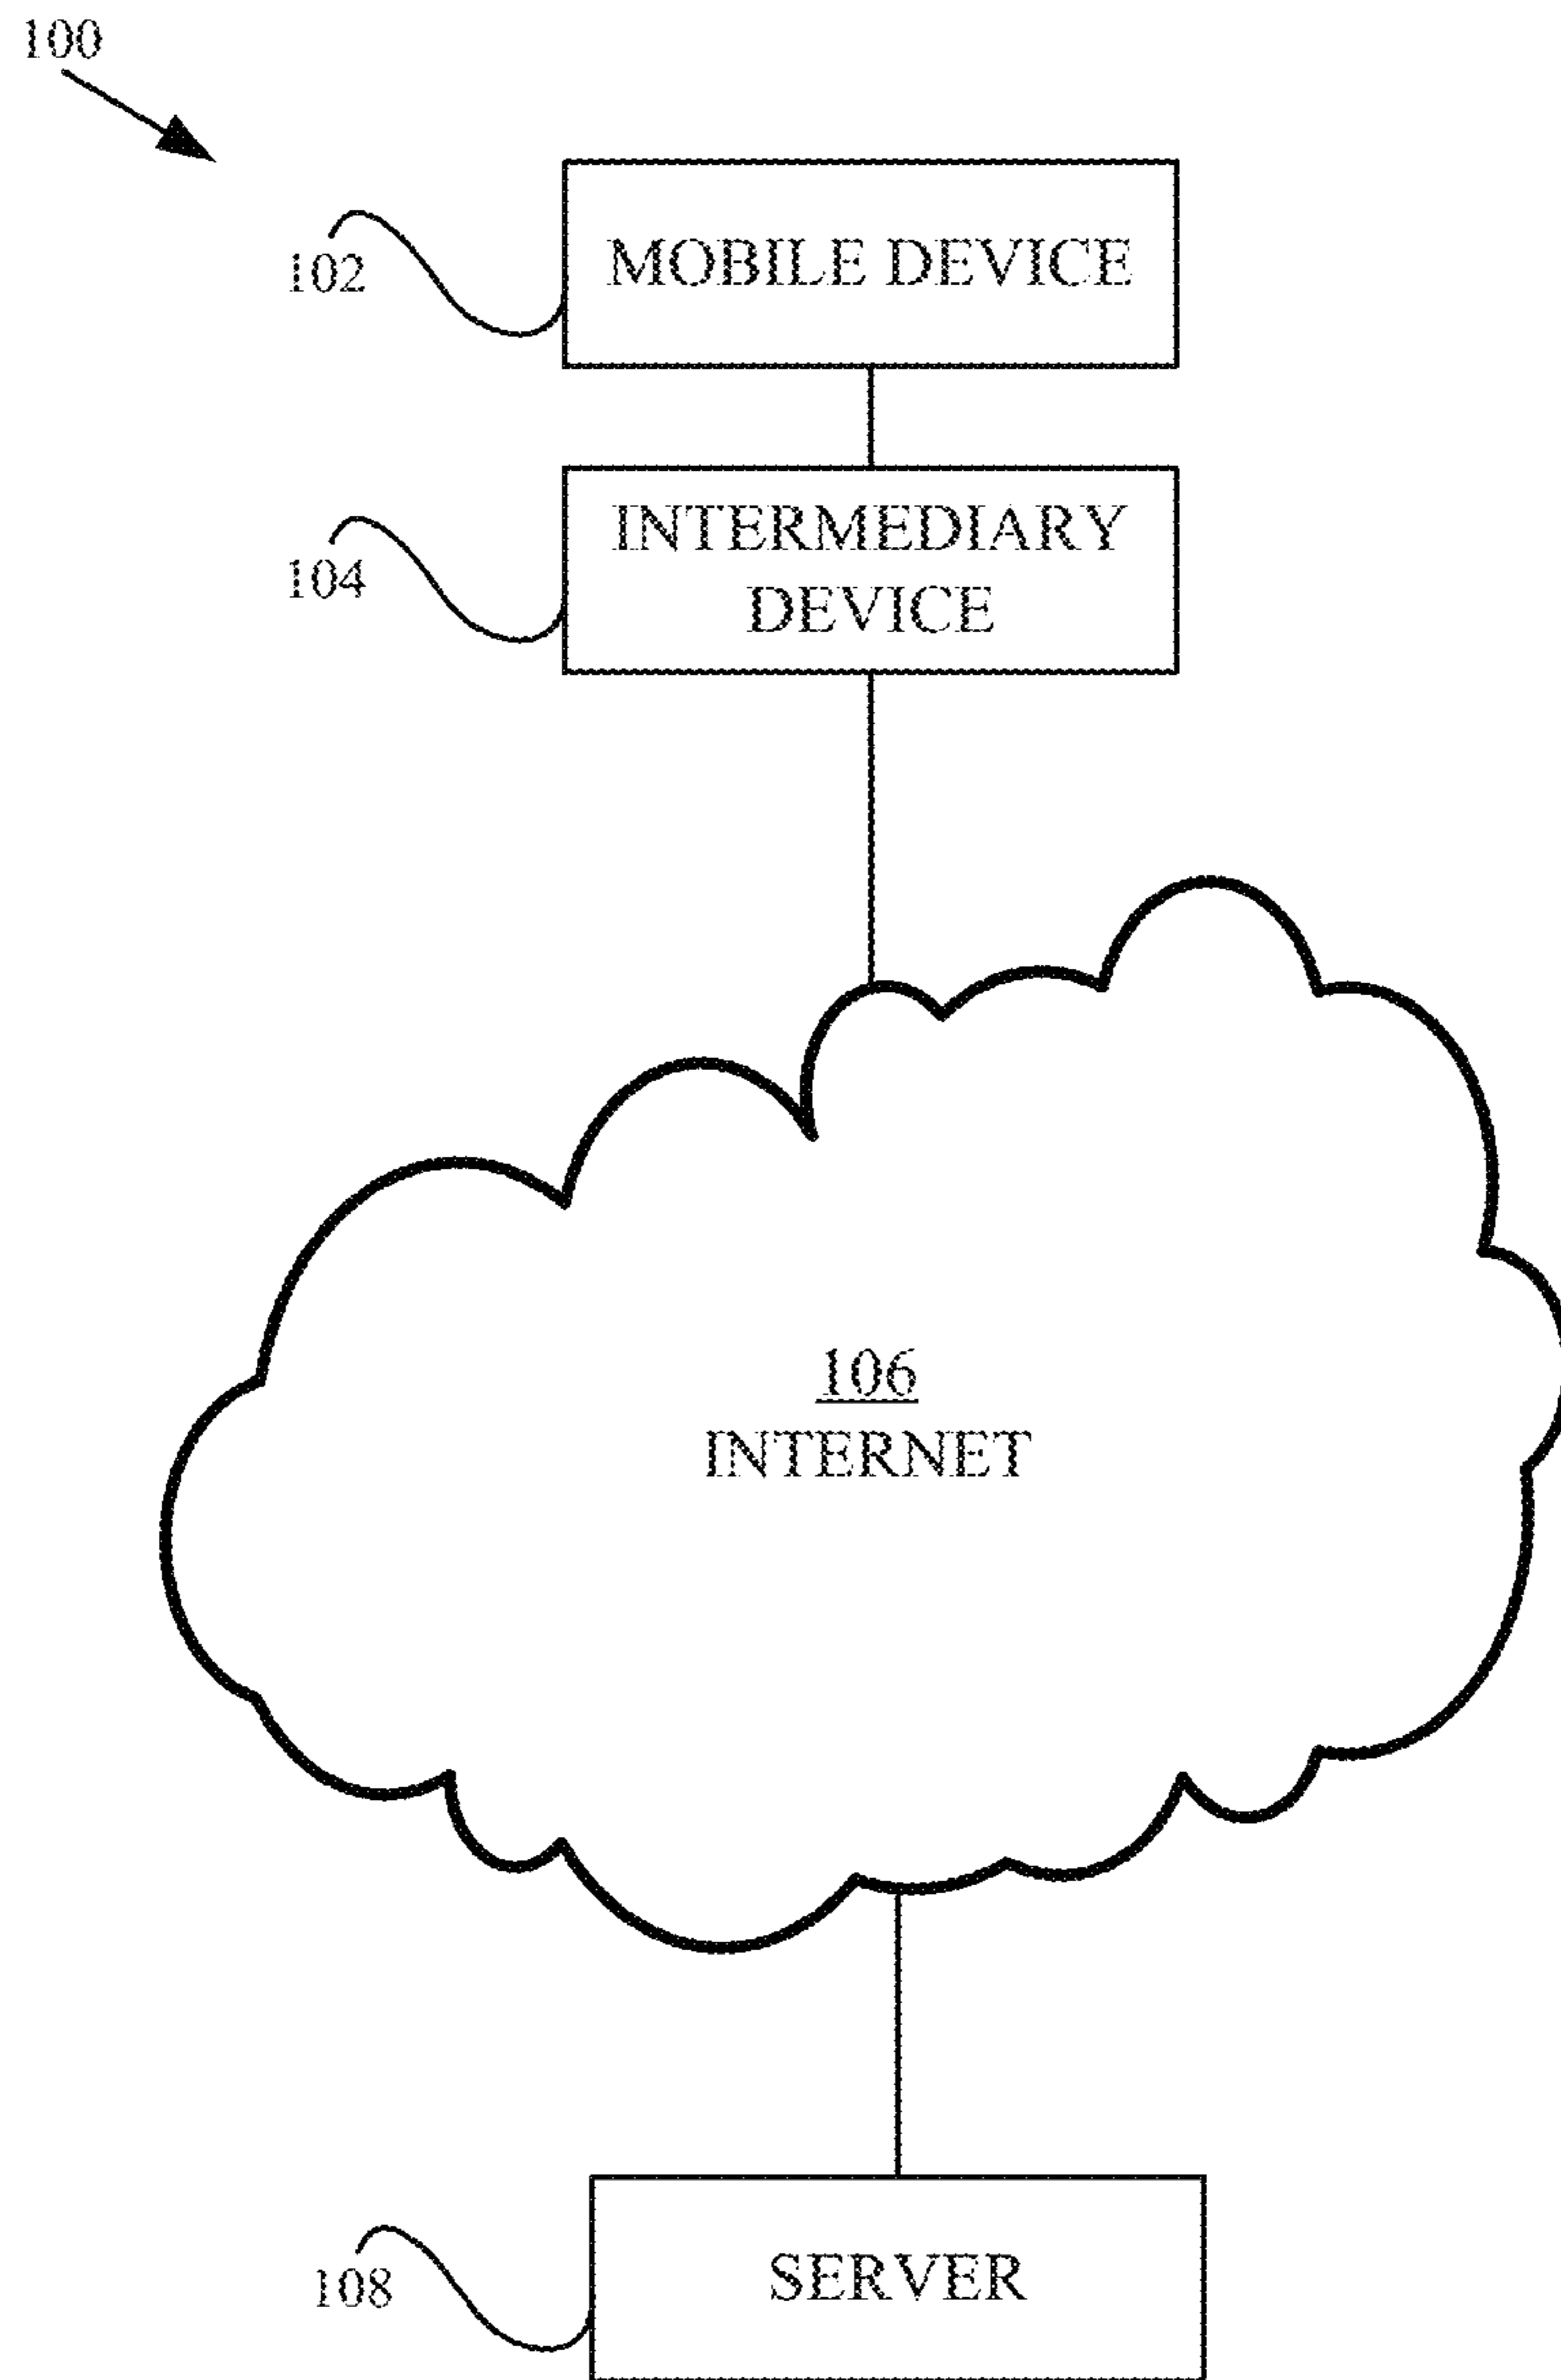 100
102
MOBILE DEVICE
104
INTERMEDIARY
DEVICE
106
INTERNET
108
SERVER